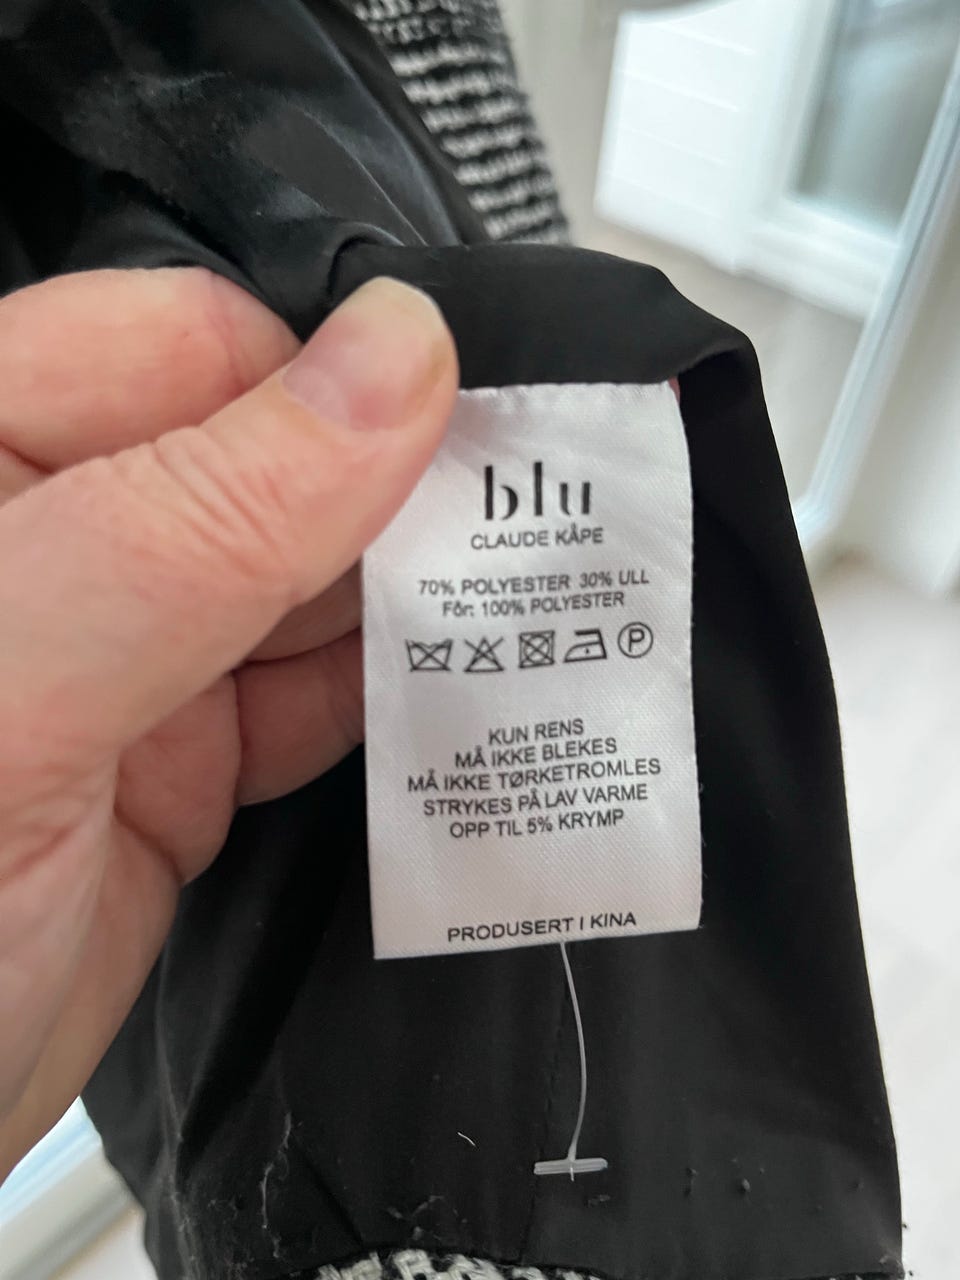 blu
CLAUDE KÅPE
70% POLYESTER 30% ULL
Fôr: 100% POLYESTER
P
KUN RENS
MÅ IKKE BLEKES
MÅ IKKE TØRKETROMLES
STRYKES PÅ LAV VARME
OPP TIL 5% KRYMP
PRODUSERT I KINA